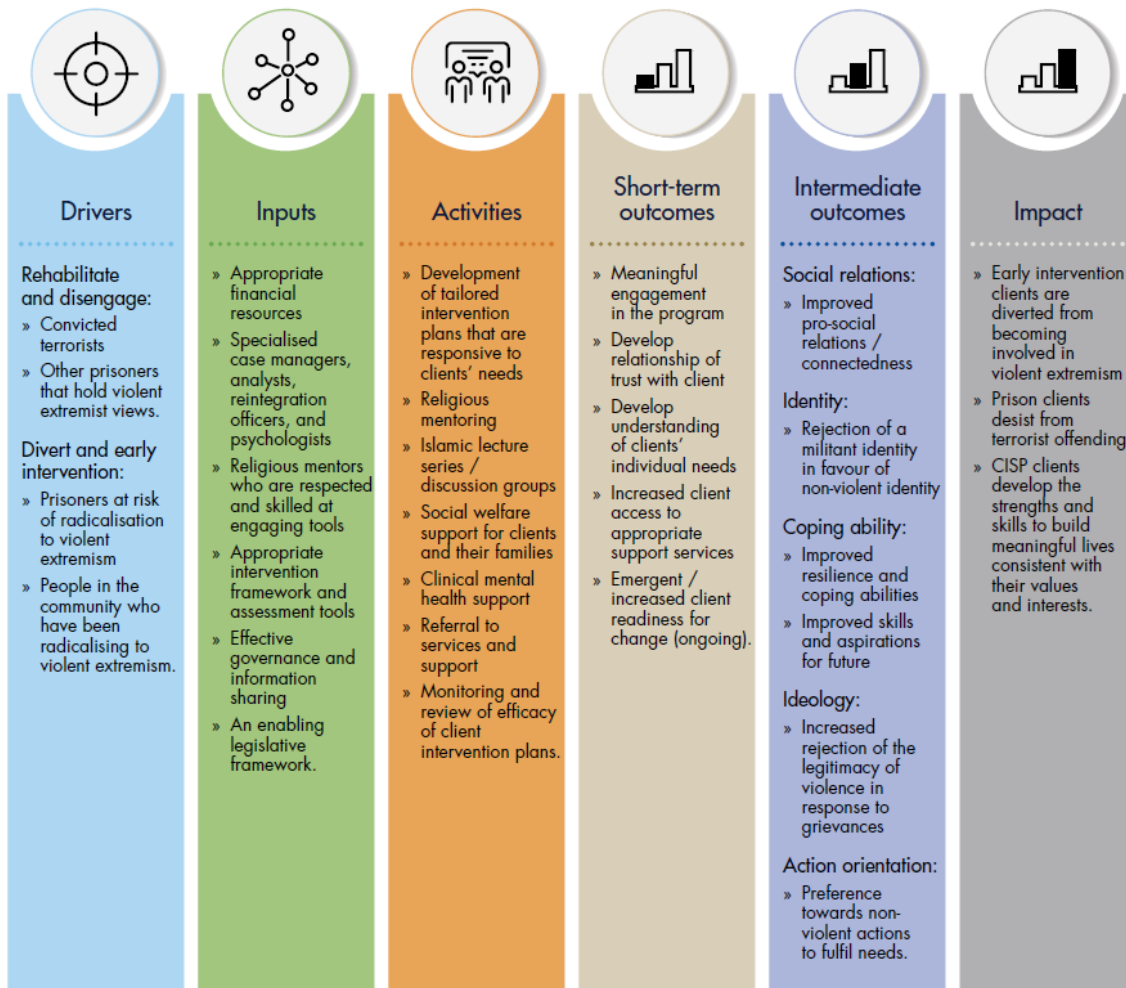 Drivers
Rehabilitate
and disengage:
» Convicted
terrorists
» Other prisoners
that hold violent
extremist views.
Divert and early
intervention:
» Prisoners at risk
of radicalisation
to violent
extremism
» People in the
community who
have been
radicalising to
violent extremism.
Inputs
» Appropriate
financial
resources
» Specialised
case managers,
analysts,
reintegration
officers, and
psychologists
» Religious mentors
who are respected
and skilled at
engaging tools
» Appropriate
intervention
framework and
assessment tools
» Effective
governance and
information
sharing
» An enabling
legislative
framework.
Activities
» Development
of tailored
intervention
plans that are
responsive to
clients’ needs
» Religious
mentoring
» Islamic lecture
series /
discussion groups
» Social welfare
support for clients
and their families
» Clinical mental
health support
» Referral to
services and
support
» Monitoring and
review of efficacy
of client
intervention plans.
Short-term
outcomes
» Meaningful
engagement
in the program
» Develop
relationship of
trust with client
» Develop
understanding
of clients’
individual needs
» Increased client
access to
appropriate
support services
» Emergent /
increased client
readiness for
change (ongoing).
Intermediate
outcomes
Social relations:
» Improved
pro-social
relations /
connectedness
Identity:
» Rejection of a
militant identity
in favour of
non-violent identity
Coping ability:
» Improved
resilience and
coping abilities
» Improved skills
and aspirations
for future
Ideology:
» Increased
rejection of the
legitimacy of
violence in
response to
grievances
Action orientation:
» Preference
towards non-
violent actions
to fulfil needs.
Impact
» Early intervention
clients are
diverted from
becoming
involved in
violent extremism
» Prison clients
desist from
terrorist offending
» CISP clients
develop the
strengths and
skills to build
meaningful lives
consistent with
their values
and interests.